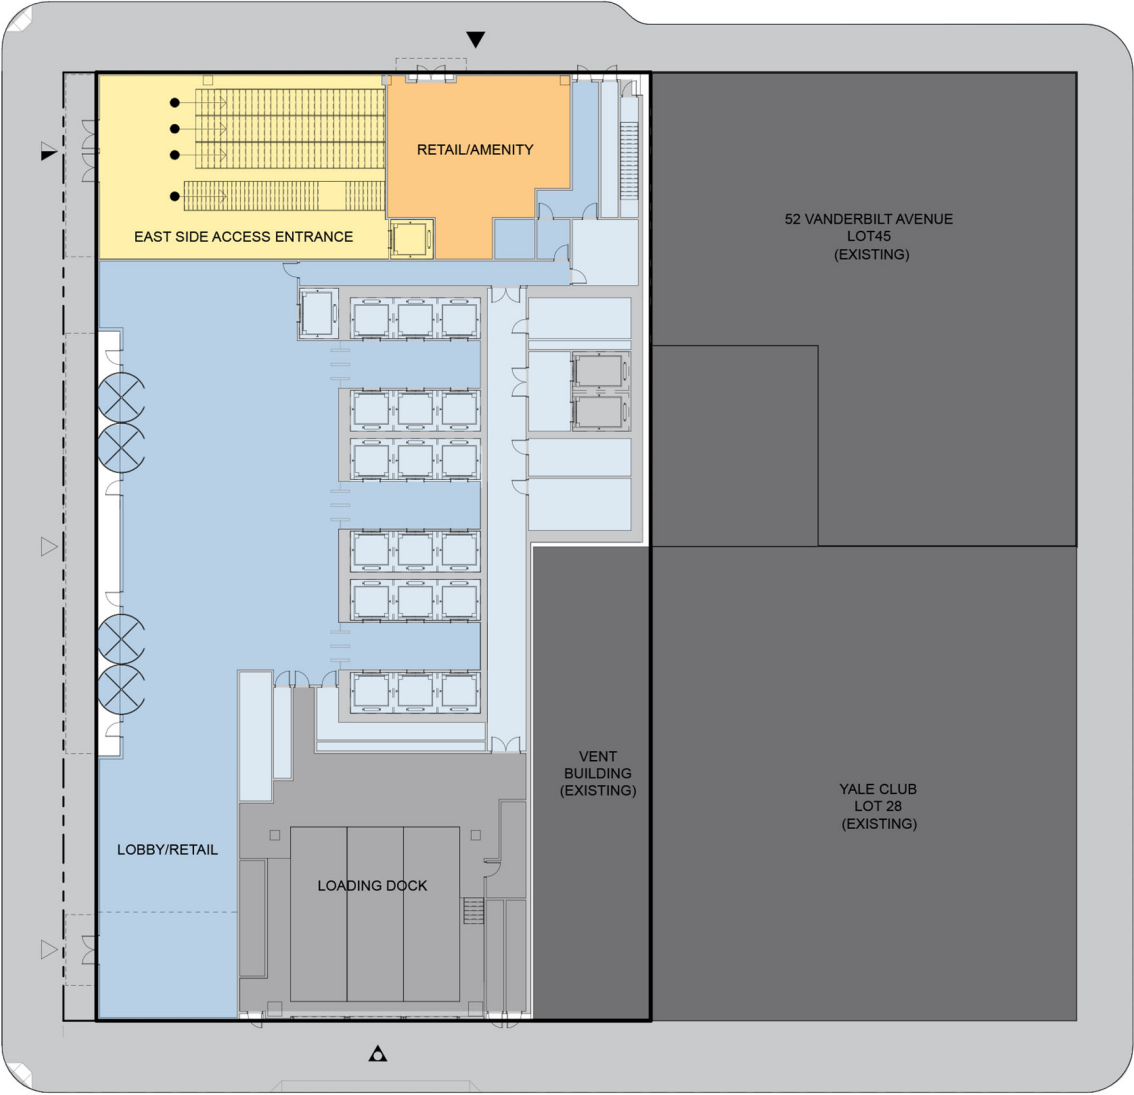 RETAIL/AMENITY
EAST SIDE ACCESS ENTRANCE
52 VANDERBILT AVENUE
LOT45
(EXISTING)
VENT
BUILDING
(EXISTING)
YALE CLUB
LOT 28
(EXISTING)
LOBBY/RETAIL
LOADING DOCK